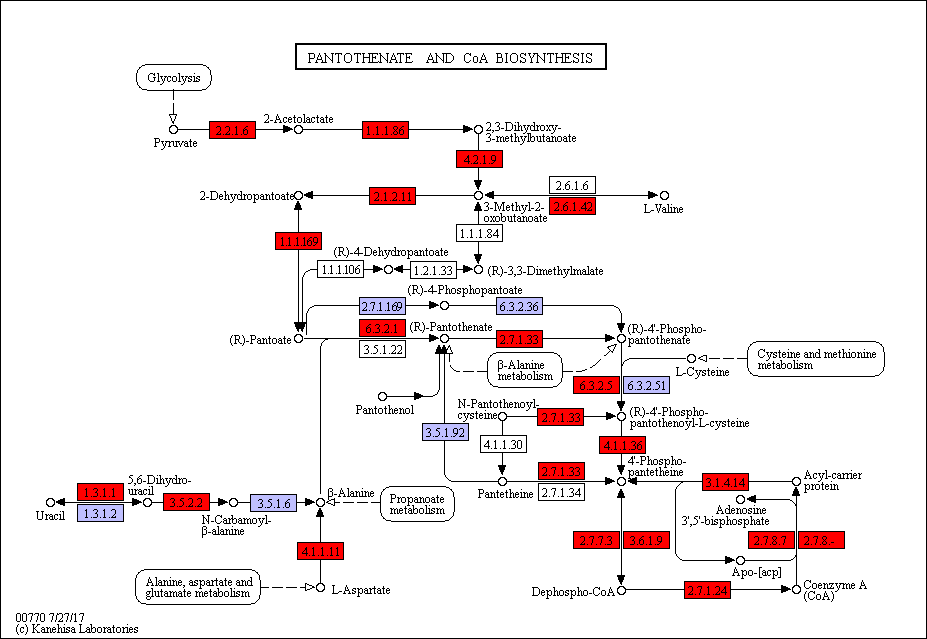 PANTOTHENATE AND CoA BIOSYNTHESIS
Glycolysis
2-Acetolactate
2.2.1.6
1.1.1.86
2,3-Dihydroxy-
3-methylbutanoate
Pyruvate
4.2.1.9
2.6.1.6
2-Dehydropantoate
2.1.2.11
2.6.1.42
3-Methyl-2-
oxobutanoate
L-Valine
1.1.1.84
1.1.1.169
(R)-4-Dehydropantoate
1.1.1.106
1.2.1.33
(R)-3,3-Dimethylmalate
(R)-4-Phosphopantoate
2.7.1.169
6.3.2.36
6.3.2.1
(R)-Pantothenate
(R)-4'-Phospho-
pantothenate
(R)-Pantoate
2.7.1.33
3.5.1.22
β-Alanine
metabolism
Cysteine and methionine
metabolism
L-Cysteine
6.3.2.5
6.3.2.51
Pantothenol
N-Pantothenoyl-
cysteine
2.7.1.33
(R)-4'-Phospho-
pantothenoyl-L-cysteine
3.5.1.92
4.1.1.30
4.1.1.36
4'-Phospho-
pantetheine
2.7.1.33
Pantetheine
2.7.1.34
3.1.4.14
Acyl-carrier
protein
5,6-Dihydro-
uracil
1.3.1.1
1.3.1.2
3.5.2.2
3.5.1.6
β-Alanine
Propanoate
metabolism
Uracil
N-Carbamoyl-
β-alanine
Adenosine
3',5'-bisphosphate
2.7.7.3
3.6.1.9
2.7.8.7
2.7.8.-
4.1.1.11
Apo-[acp]
Alanine, aspartate and
glutamate metabolism
L-Aspartate
Dephospho-CoA
2.7.1.24
Coenzyme A
(CoA)
00770 7/27/17
(c) Kanehisa Laboratories